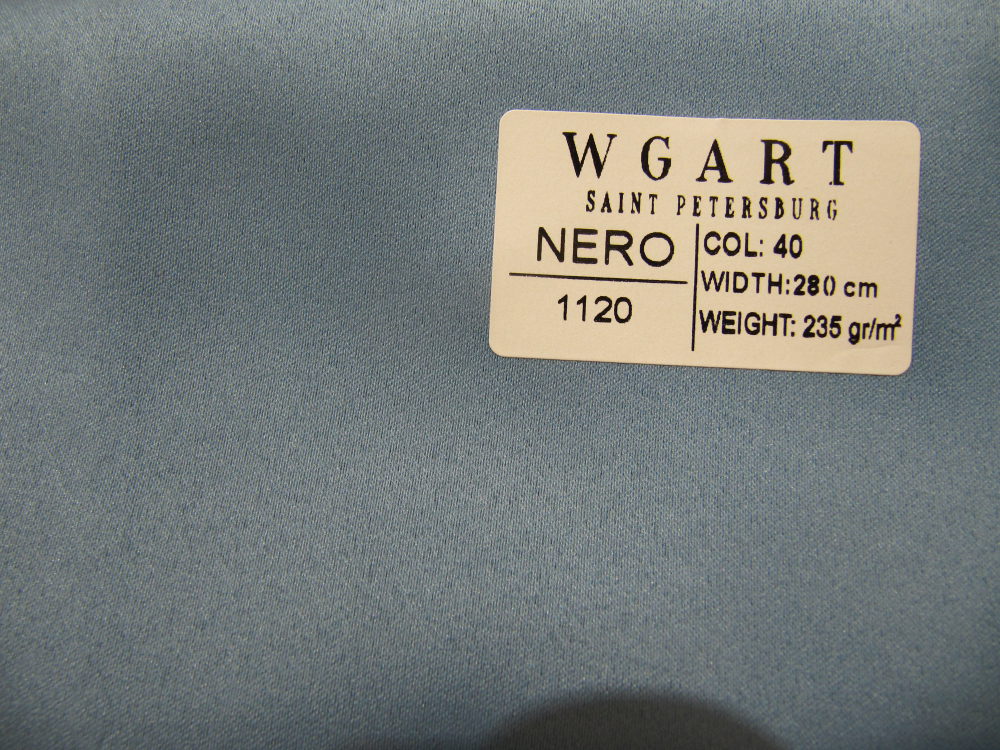 WGART
SAINT PETERSBURG
NERO
1120
COL: 40
WIDTH:280 cm
WEIGHT: 235 gr/m²